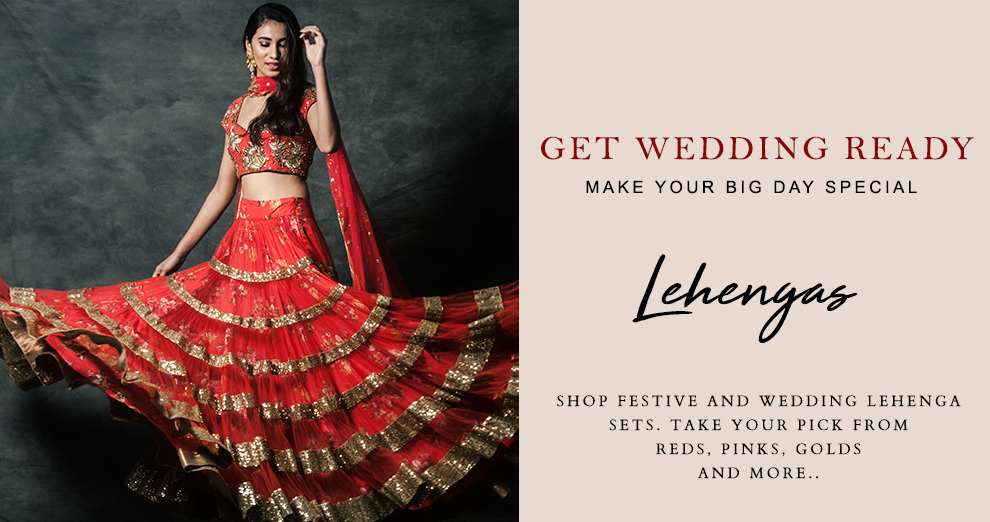 GET WEDDING READY
MAKE YOUR BIG DAY SPECIAL
Lehengas
SHOP FESTIVE AND WEDDING LEHENGA
SETS. TAKE YOUR PICK FROM
REDS, PINKS, GOLDS
AND MORE..